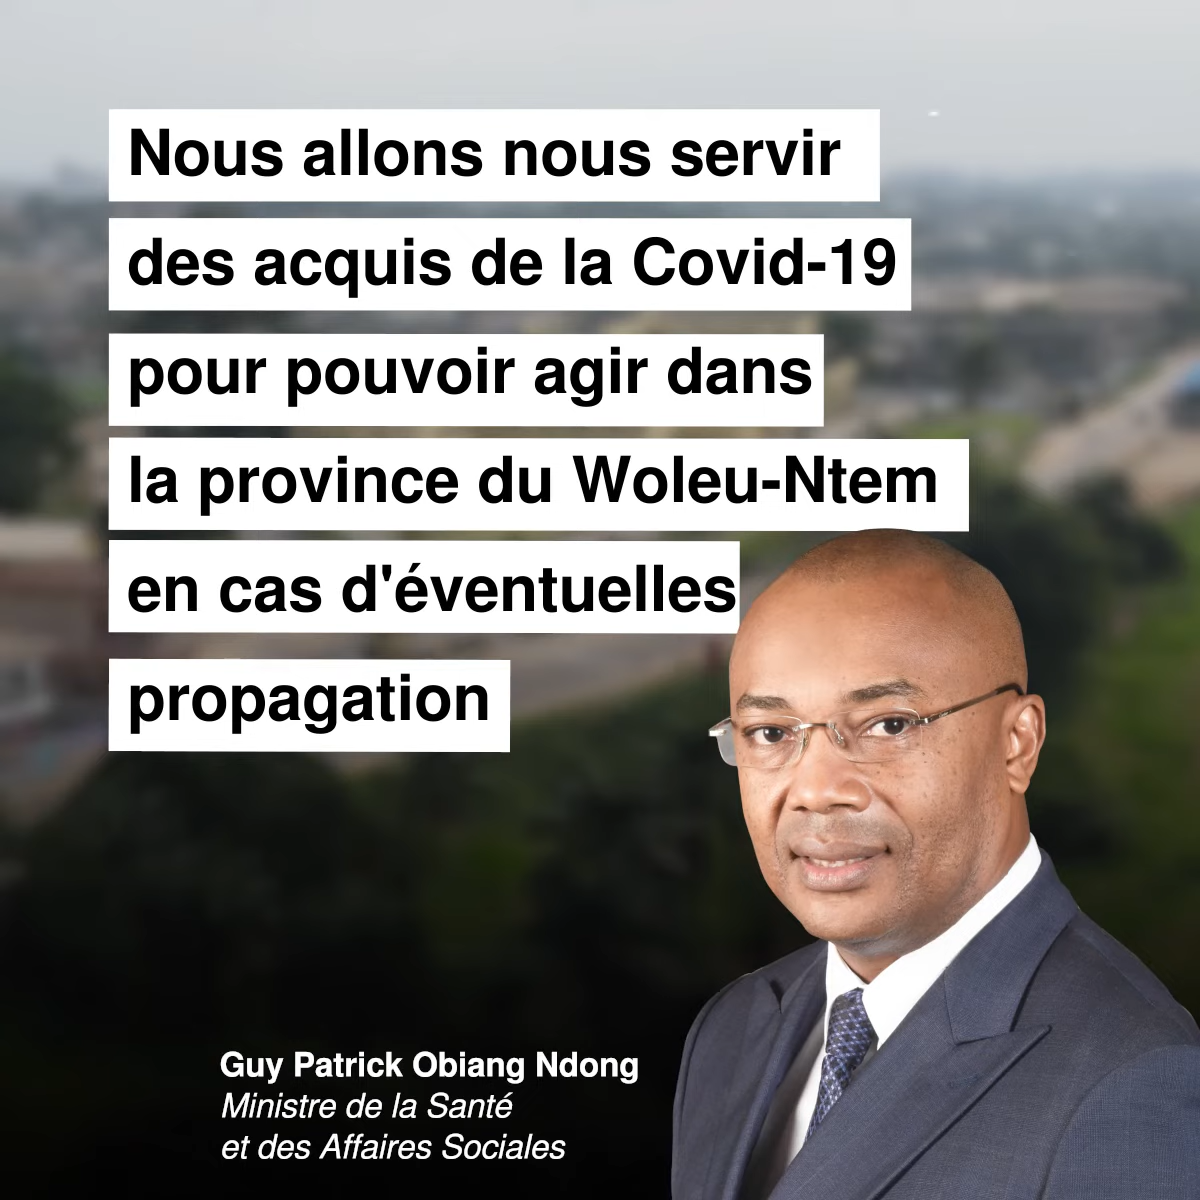 Nous allons nous servir
des acquis de la Covid-19
pour pouvoir agir dans
la province du Woleu-Ntem
en cas d'éventuelles
propagation
Guy Patrick Obiang Ndong
Ministre de la Santé
et des Affaires Sociales